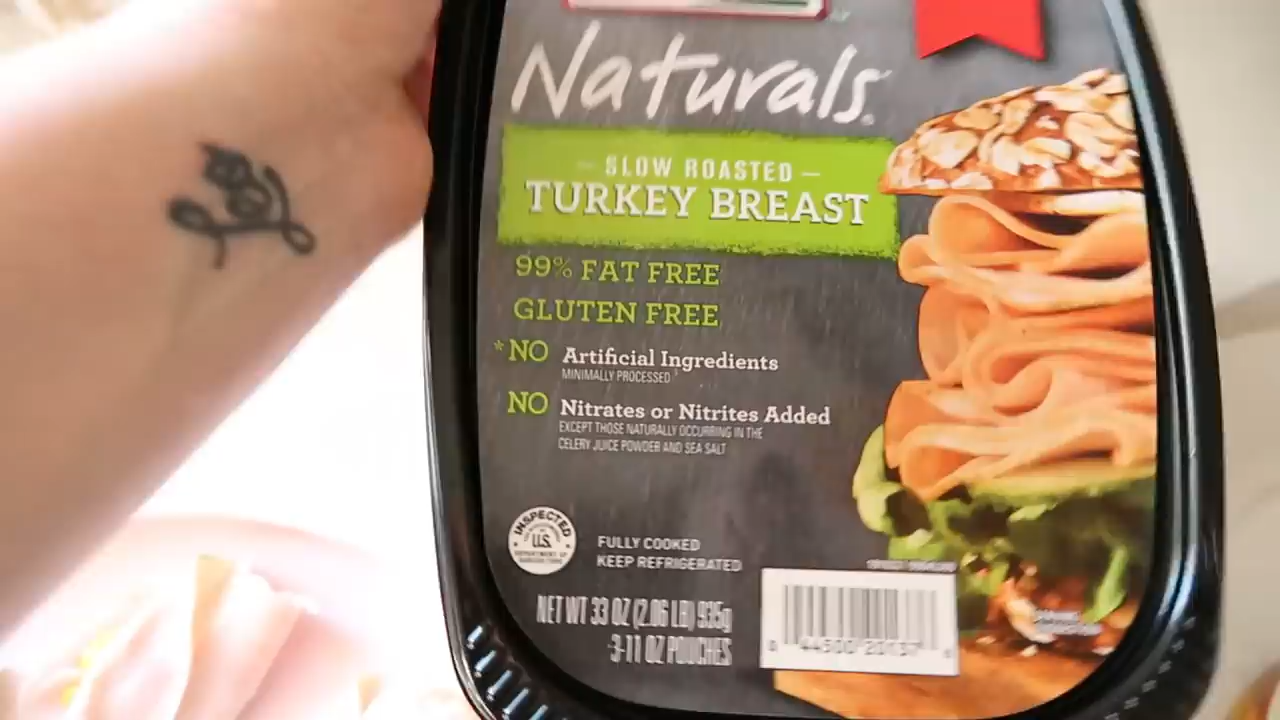 Naturals
SLOW ROASTED
TURKEY BREAST
99% FAT FREE
GLUTEN FREE
*NO Artificial Ingredients
MINIMALLY PROCESSED
NO Nitrates or Nitrites Added
EXCEPT THOSE NATURALLY OCCURRING IN THE
CELERY JUICE POWDER AND SEA SALT
INSPECTED
U.S.
DEPARTMENT OF
FULLY COOKED
KEEP REFRIGERATED
NET WT 33 OZ (2.06 LB) 935g
3-11 OZ POUCHES